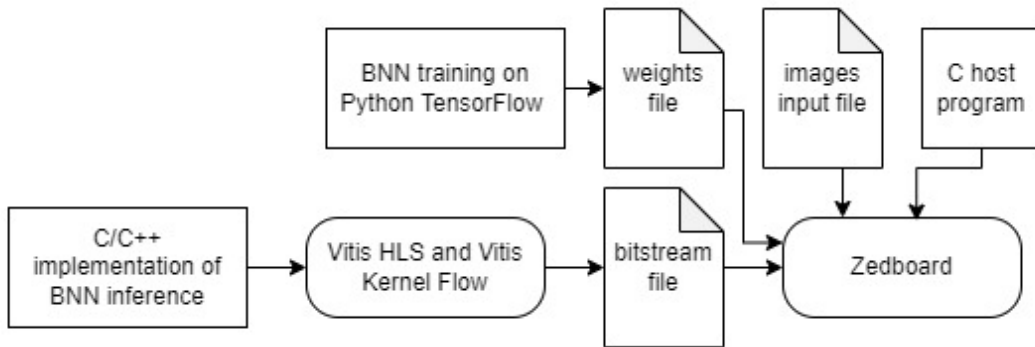 BNN training on
Python TensorFlow
weights
file
images
input file
C host
program
C/C++
implementation of
BNN inference
Vitis HLS and Vitis
Kernel Flow
bitstream
file
Zedboard